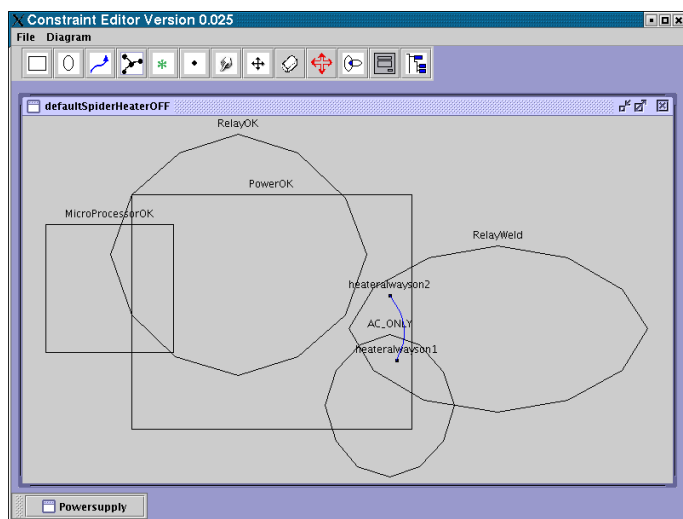 Constraint Editor Version 0.025
File Diagram
defaultSpiderHeaterOFF
RelayOK
PowerOK
MicroProcessorOK
RelayWeld
heateralwayson2
AC_ONLY
heateralwayson1
Powersupply